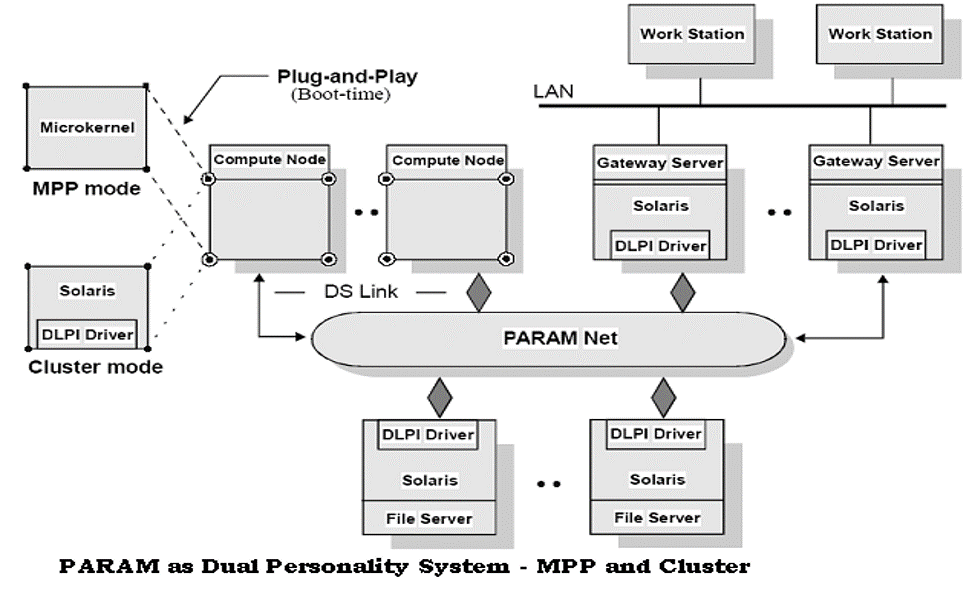 Work Station
Work Station
Plug-and-Play
(Boot-time)
LAN
Microkernel
MPP mode
Compute Node
Compute Node
Gateway Server
Solaris
DLPI Driver
Gateway Server
Solaris
DLPI Driver
Solaris
DLPI Driver
Cluster mode
DS Link
PARAM Net
DLPI Driver
Solaris
File Server
DLPI Driver
Solaris
File Server
PARAM as Dual Personality System - MPP and Cluster